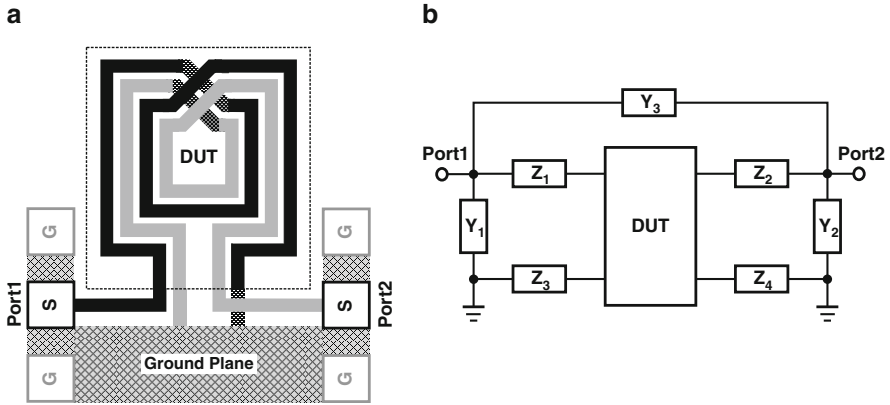 a
DUT
G
G
Port1
S
S
Port2
Ground Plane
G
G
b
Y3
Port1
Port2
Z1
Z2
Y1
DUT
Y2
Z3
Z4